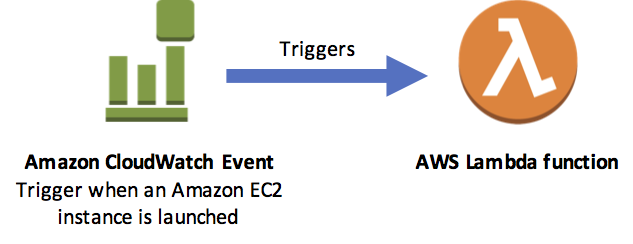 Triggers
Amazon CloudWatch Event
Trigger when an Amazon EC2
instance is launched
AWS Lambda function